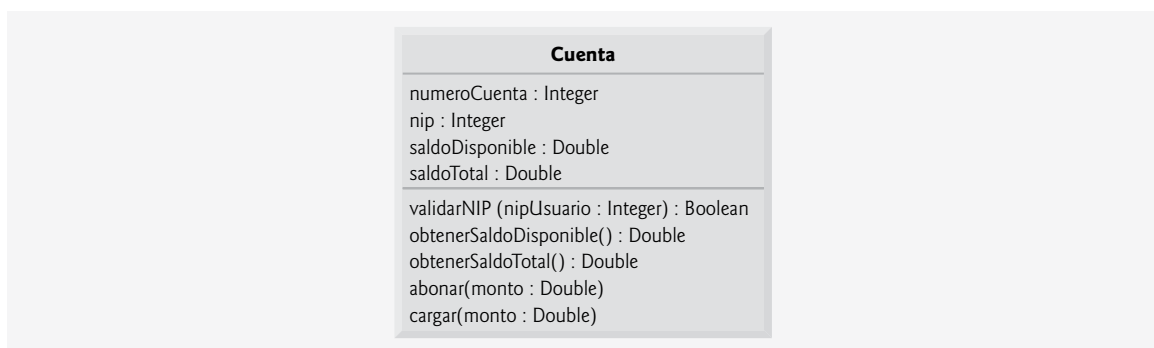 Cuenta
numeroCuenta : Integer
nip : Integer
saldoDisponible : Double
saldoTotal : Double
validarNIP (nipUsuario : Integer) : Boolean
obtenerSaldoDisponible() : Double
obtenerSaldoTotal() : Double
abonar(monto : Double)
cargar(monto : Double)